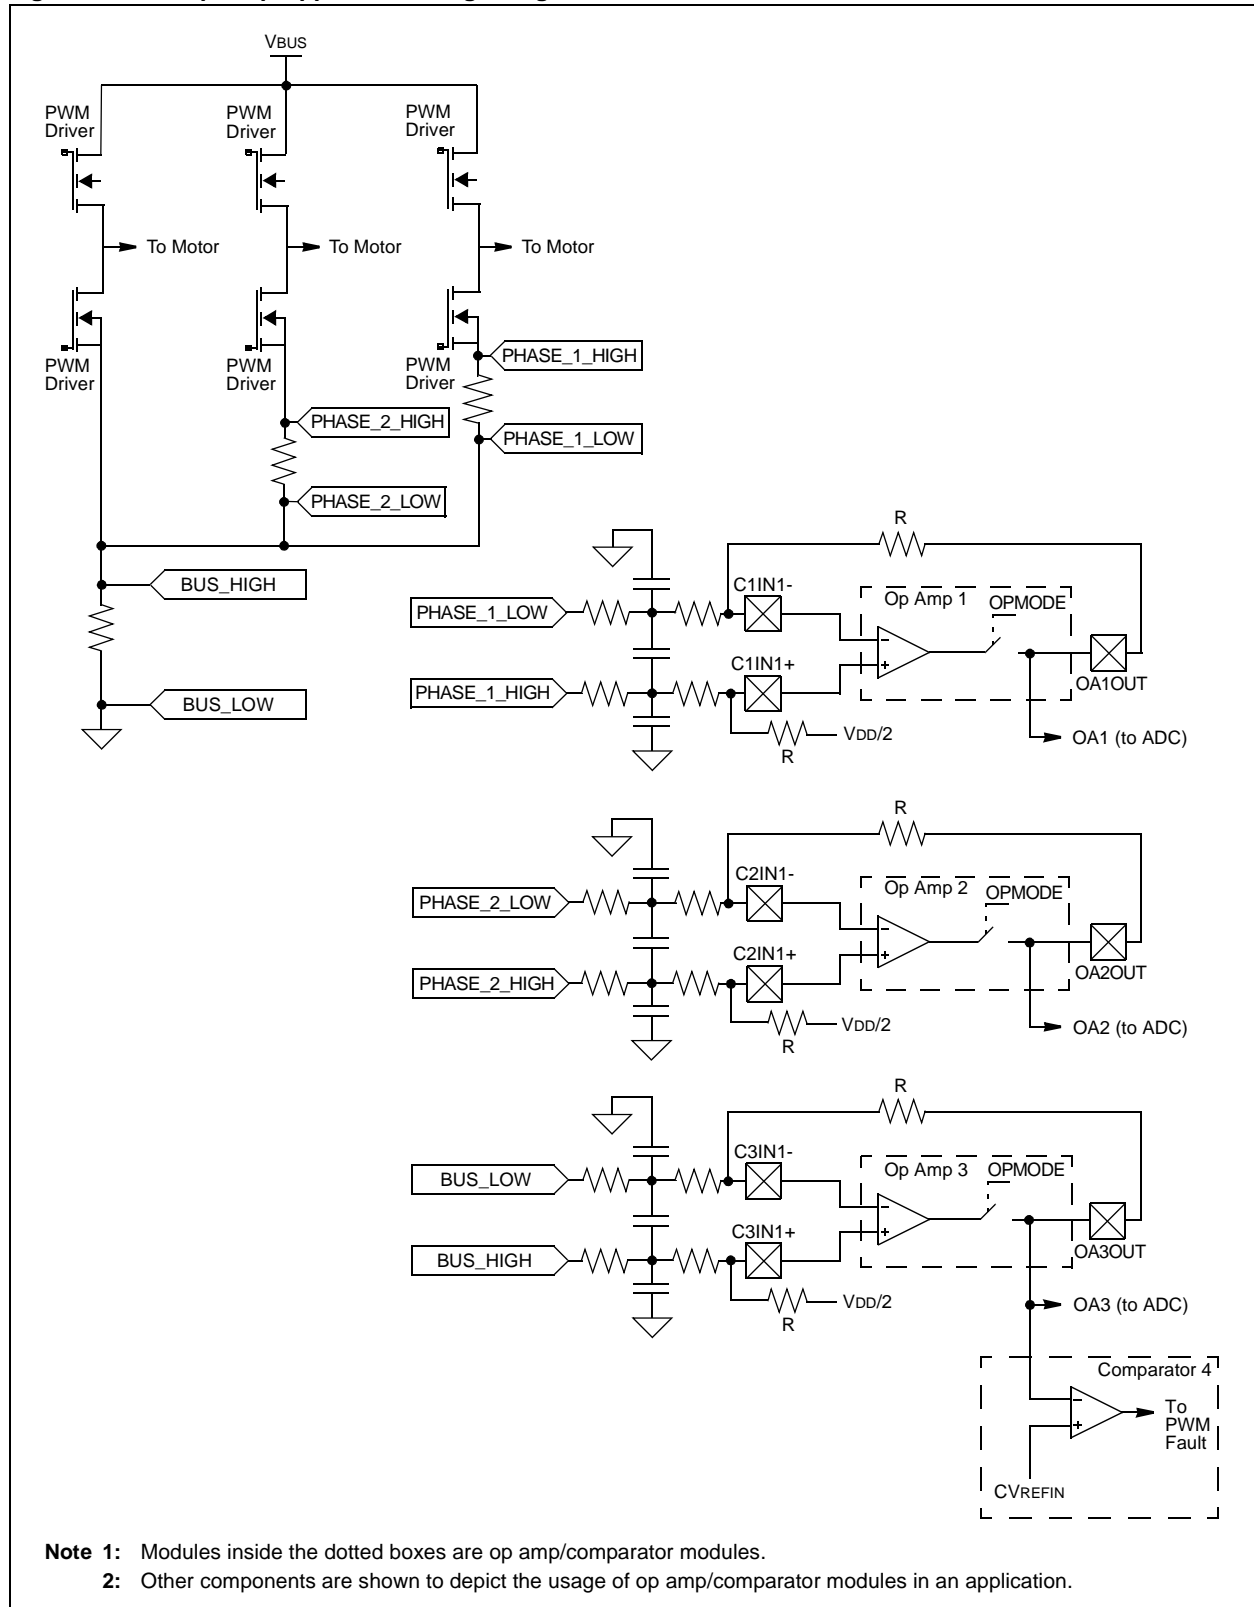 VBUS
PWM
Driver
PWM
Driver
PWM
Driver
To Motor
To Motor
To Motor
PWM
Driver
PWM
Driver
PWM
Driver
PHASE_1_HIGH
PHASE_2_HIGH
PHASE_1_LOW
PHASE_2_LOW
BUS_HIGH
BUS_LOW
R
C1IN1-
Op Amp 1
OPMODE
PHASE_1_LOW
-
+
C1IN1+
PHASE_1_HIGH
OA1OUT
VDD/2
R
OA1 (to ADC)
R
C2IN1-
Op Amp 2
OPMODE
PHASE_2_LOW
-
+
C2IN1+
PHASE_2_HIGH
OA2OUT
VDD/2
R
OA2 (to ADC)
R
C3IN1-
Op Amp 3
OPMODE
BUS_LOW
-
+
C3IN1+
BUS_HIGH
OA3OUT
VDD/2
R
OA3 (to ADC)
Comparator 4
-
+
To
PWM
Fault
CVREFIN
Note 1: Modules inside the dotted boxes are op amp/comparator modules.
2: Other components are shown to depict the usage of op amp/comparator modules in an application.